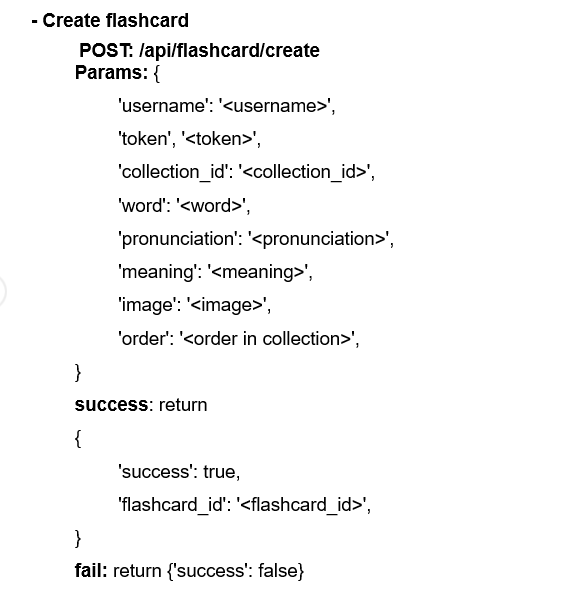 - Create flashcard
POST: /api/flashcard/create
Params: {
'username': '<username>',
'token', '<token>',
'collection_id': '<collection_id>',
'word': '<word>',
'pronunciation': '<pronunciation>',
'meaning': '<meaning>',
'image': '<image>',
'order': '<order in collection>',
}
success: return
{
'success': true,
'flashcard_id': '<flashcard_id>',
}
fail: return {'success': false}